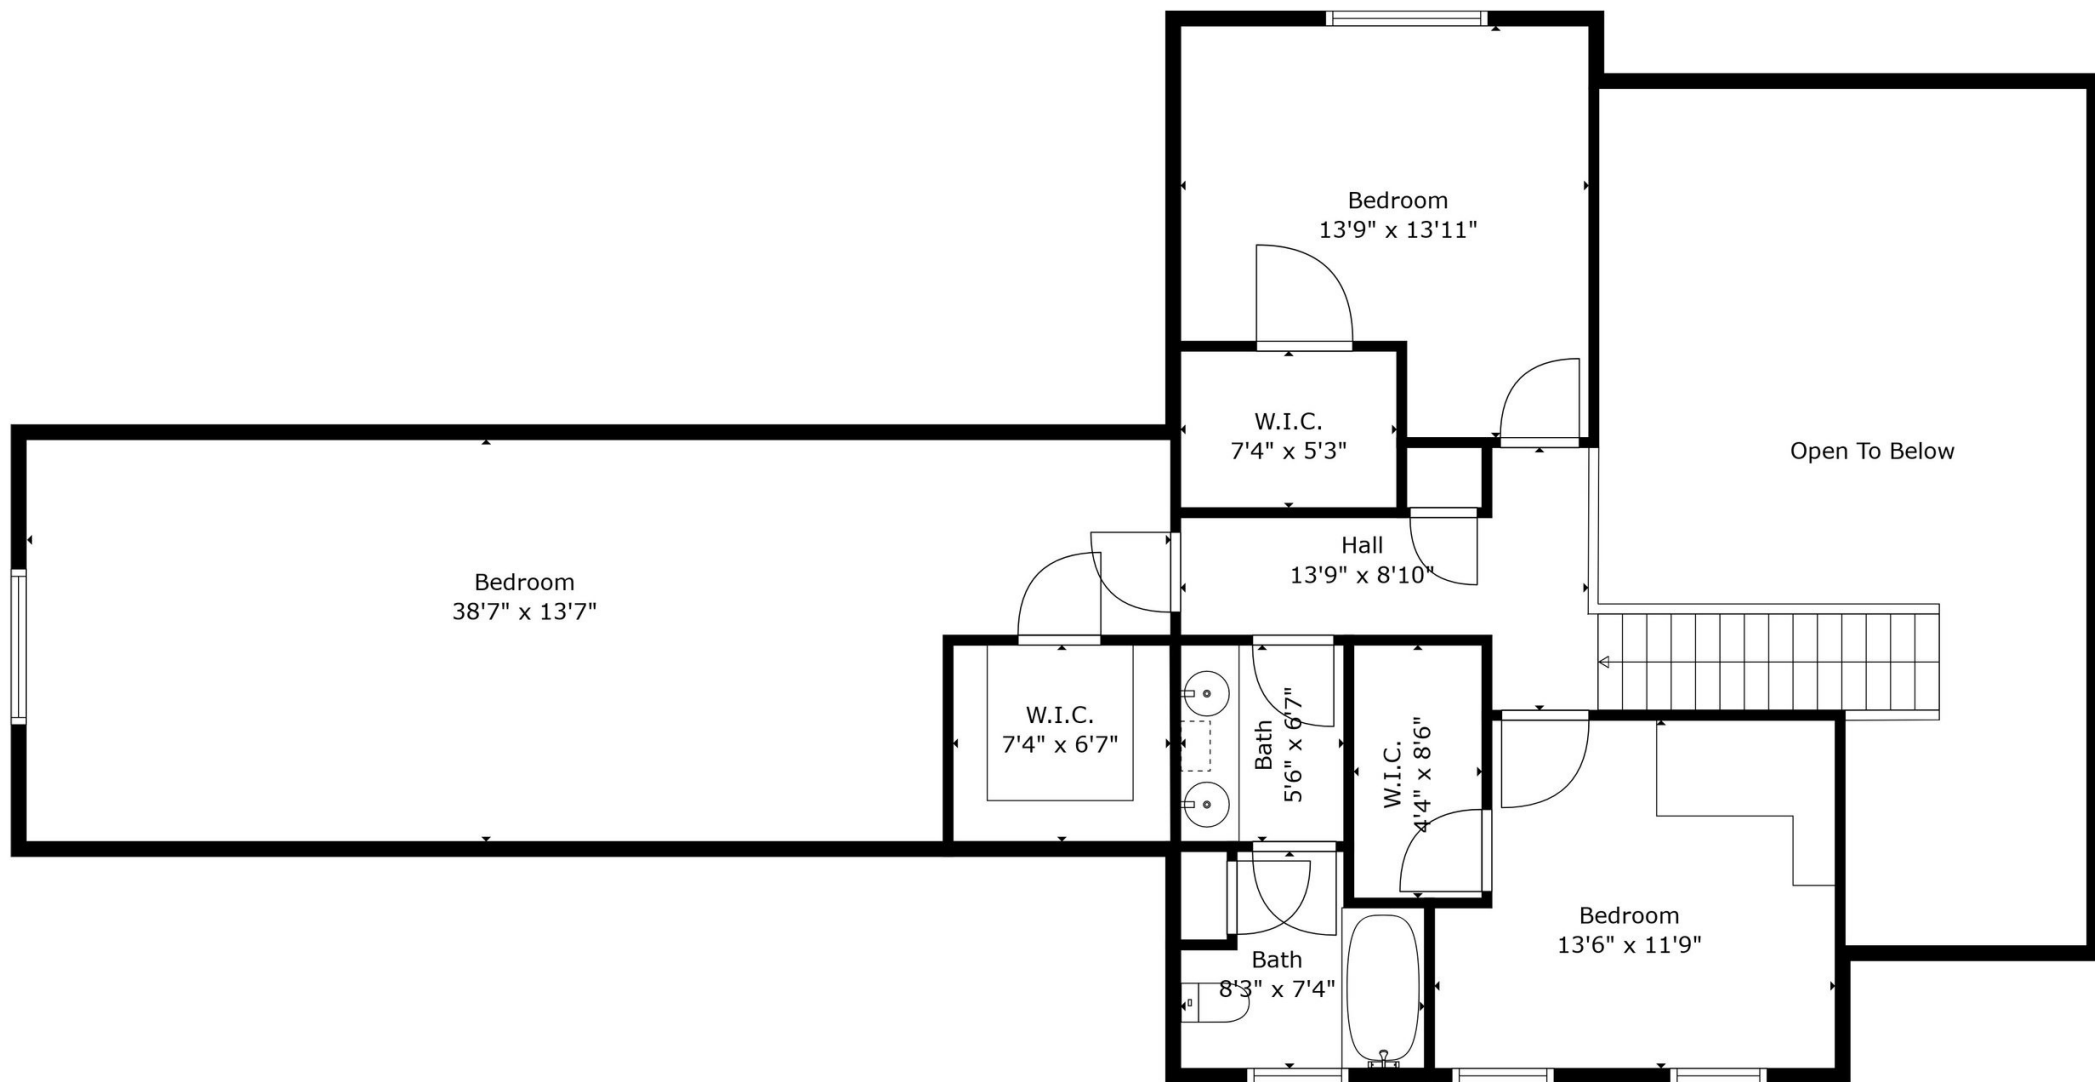 Bedroom
13'9" x 13'11"
W.I.C.
7'4" x 5'3"
Open To Below
Hall
13'9" x 8'10"
Bedroom
38'7" x 13'7"
W.I.C.
7'4" x 6'7"
Bath
5'6" x 6'7"
W.I.C.
4'4" x 8'6"
Bedroom
13'6" x 11'9"
Bath
8'3" x 7'4"